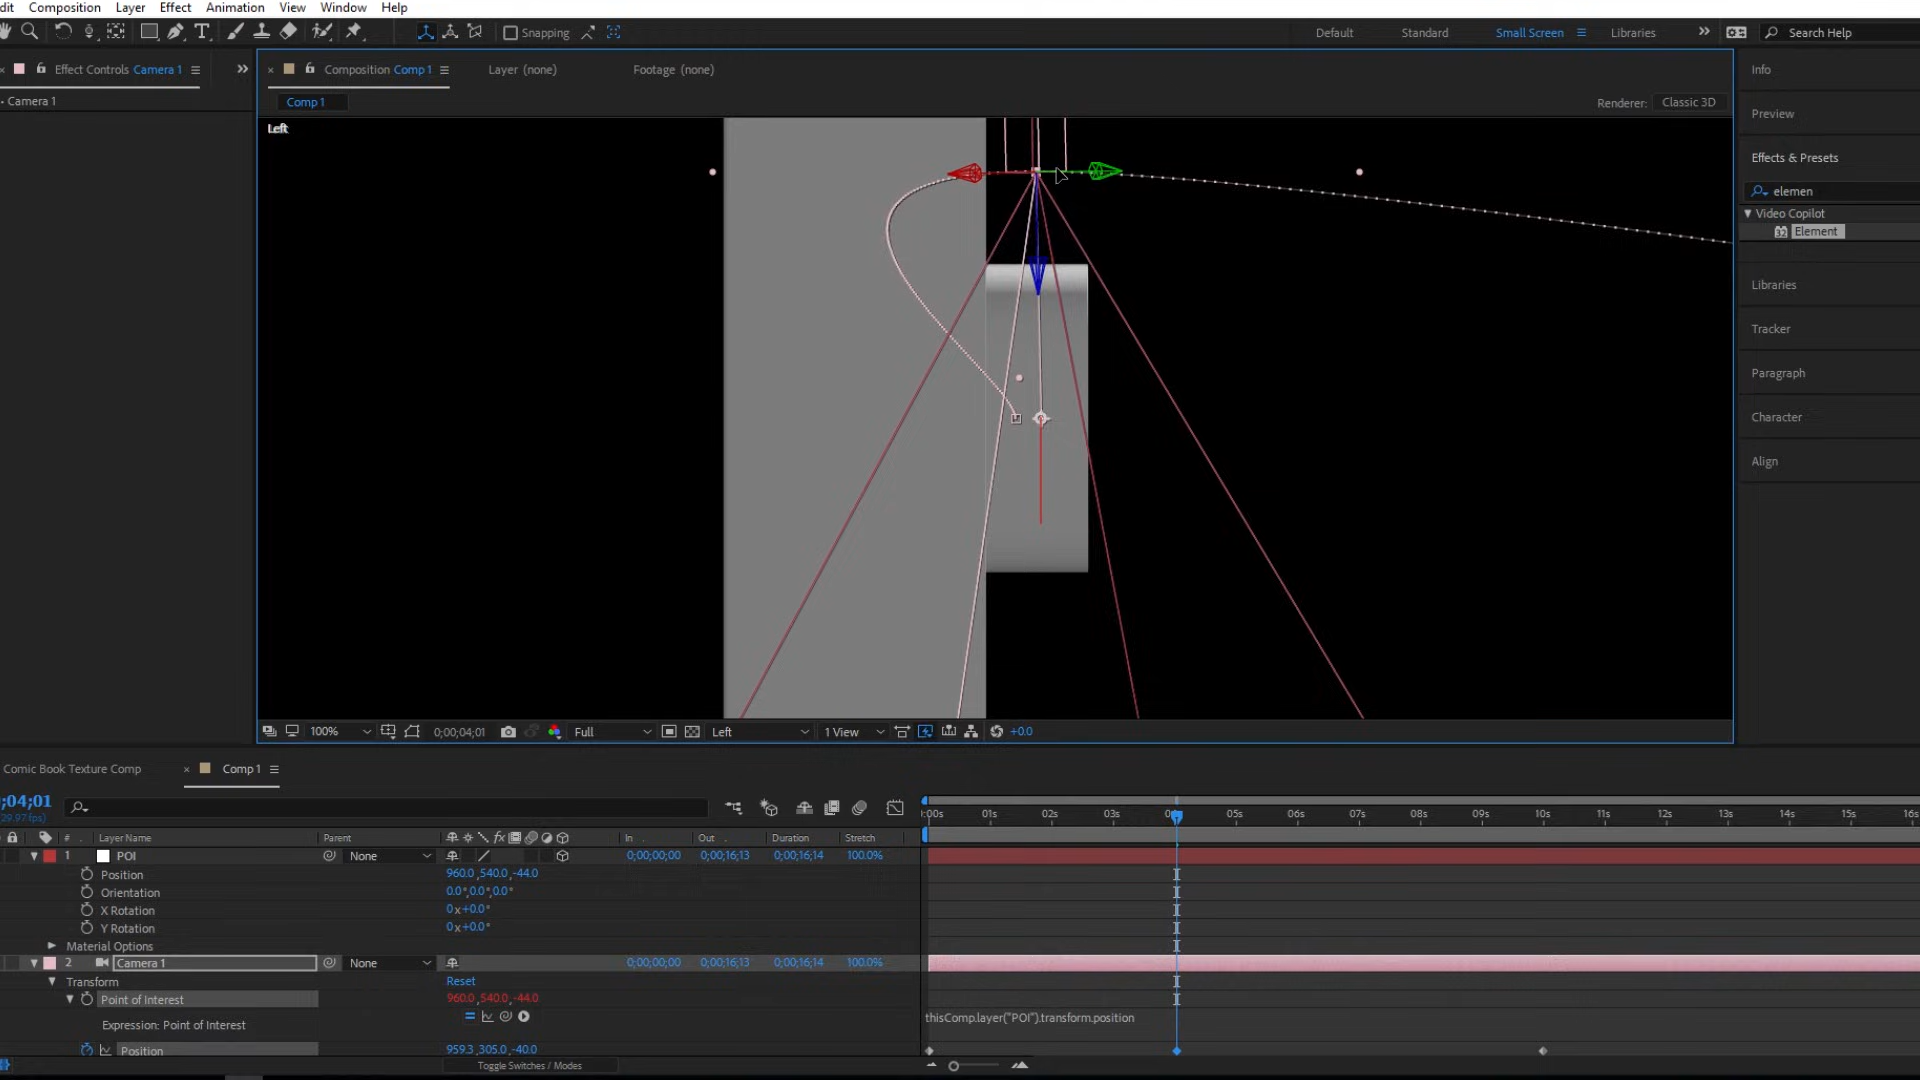 dit Composition Layer Effect Animation View Window Help
Snapping Default Standard Small Screen Libraries Search Help
Effect Controls Camera 1
Composition Comp 1 Layer (none) Footage (none)
Info
• Camera 1
Comp 1
Renderer: Classic 3D
Preview
Left
Effects & Presets
elemen
Video Copilot
32 Element
Libraries
Tracker
Paragraph
Character
Align
100% 0;00;04;01 Full Left 1 View +0.0
Comic Book Texture Comp × Comp 1
;04;01
29.97 fps)
:00s 01s 02s 03s 05s 06s 07s 08s 09s 10s 11s 12s 13s 14s 15s 16s
# Layer Name Parent fx In Out Duration Stretch
1 POI None 0;00;00;00 0;00;16;13 0;00;16;14 100.0%
Position 960.0,540.0,-44.0
Orientation 0.0°,0.0°,0.0°
X Rotation 0x+0.0°
Y Rotation 0x+0.0°
Material Options
2 Camera 1 None 0;00;00;00 0;00;16;13 0;00;16;14 100.0%
Transform Reset
Point of Interest 960.0,540.0,-44.0
Expression: Point of Interest thisComp.layer("POI").transform.position
Position 959.3,305.0,-40.0
Toggle Switches / Modes